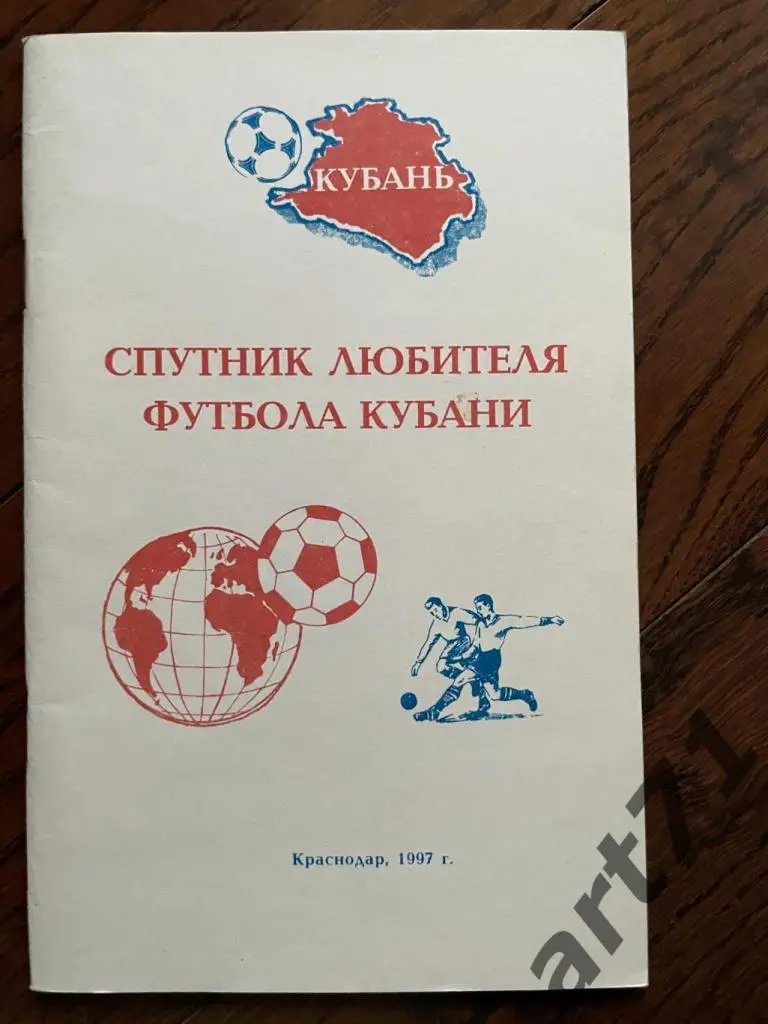 КУБАНЬ
СПУТНИК ЛЮБИТЕЛЯ
ФУТБОЛА КУБАНИ
Краснодар, 1997 г.
art71